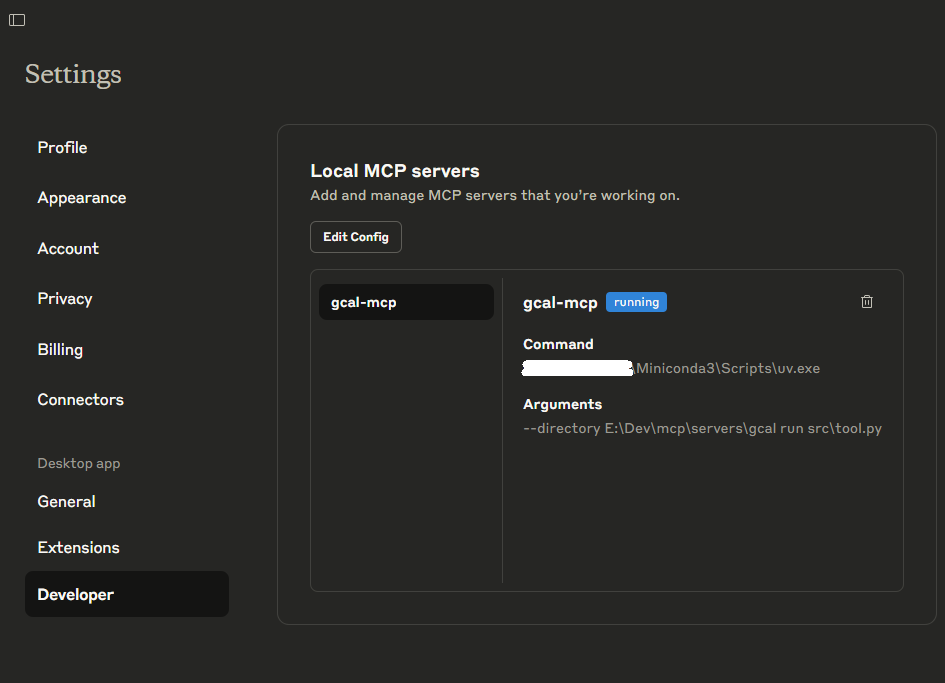 Settings
Profile
Appearance
Account
Privacy
Billing
Connectors
Desktop app
General
Extensions
Developer
Local MCP servers
Add and manage MCP servers that you’re working on.
Edit Config
gcal-mcp
gcal-mcp running
Command
\Miniconda3\Scripts\uv.exe
Arguments
--directory E:\Dev\mcp\servers\gcal run src\tool.py